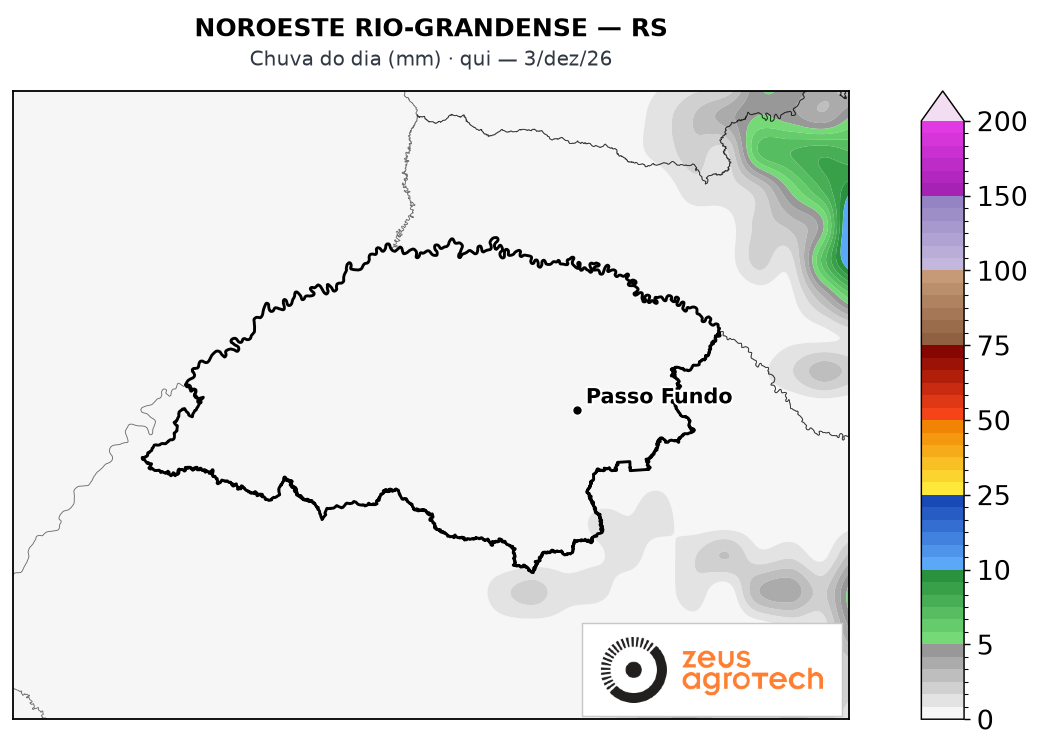 NOROESTE RIO-GRANDENSE — RS
Chuva do dia (mm) · qui — 3/dez/26
200
150
100
75
50
25
10
5
0
Passo Fundo
zeus
agrotech